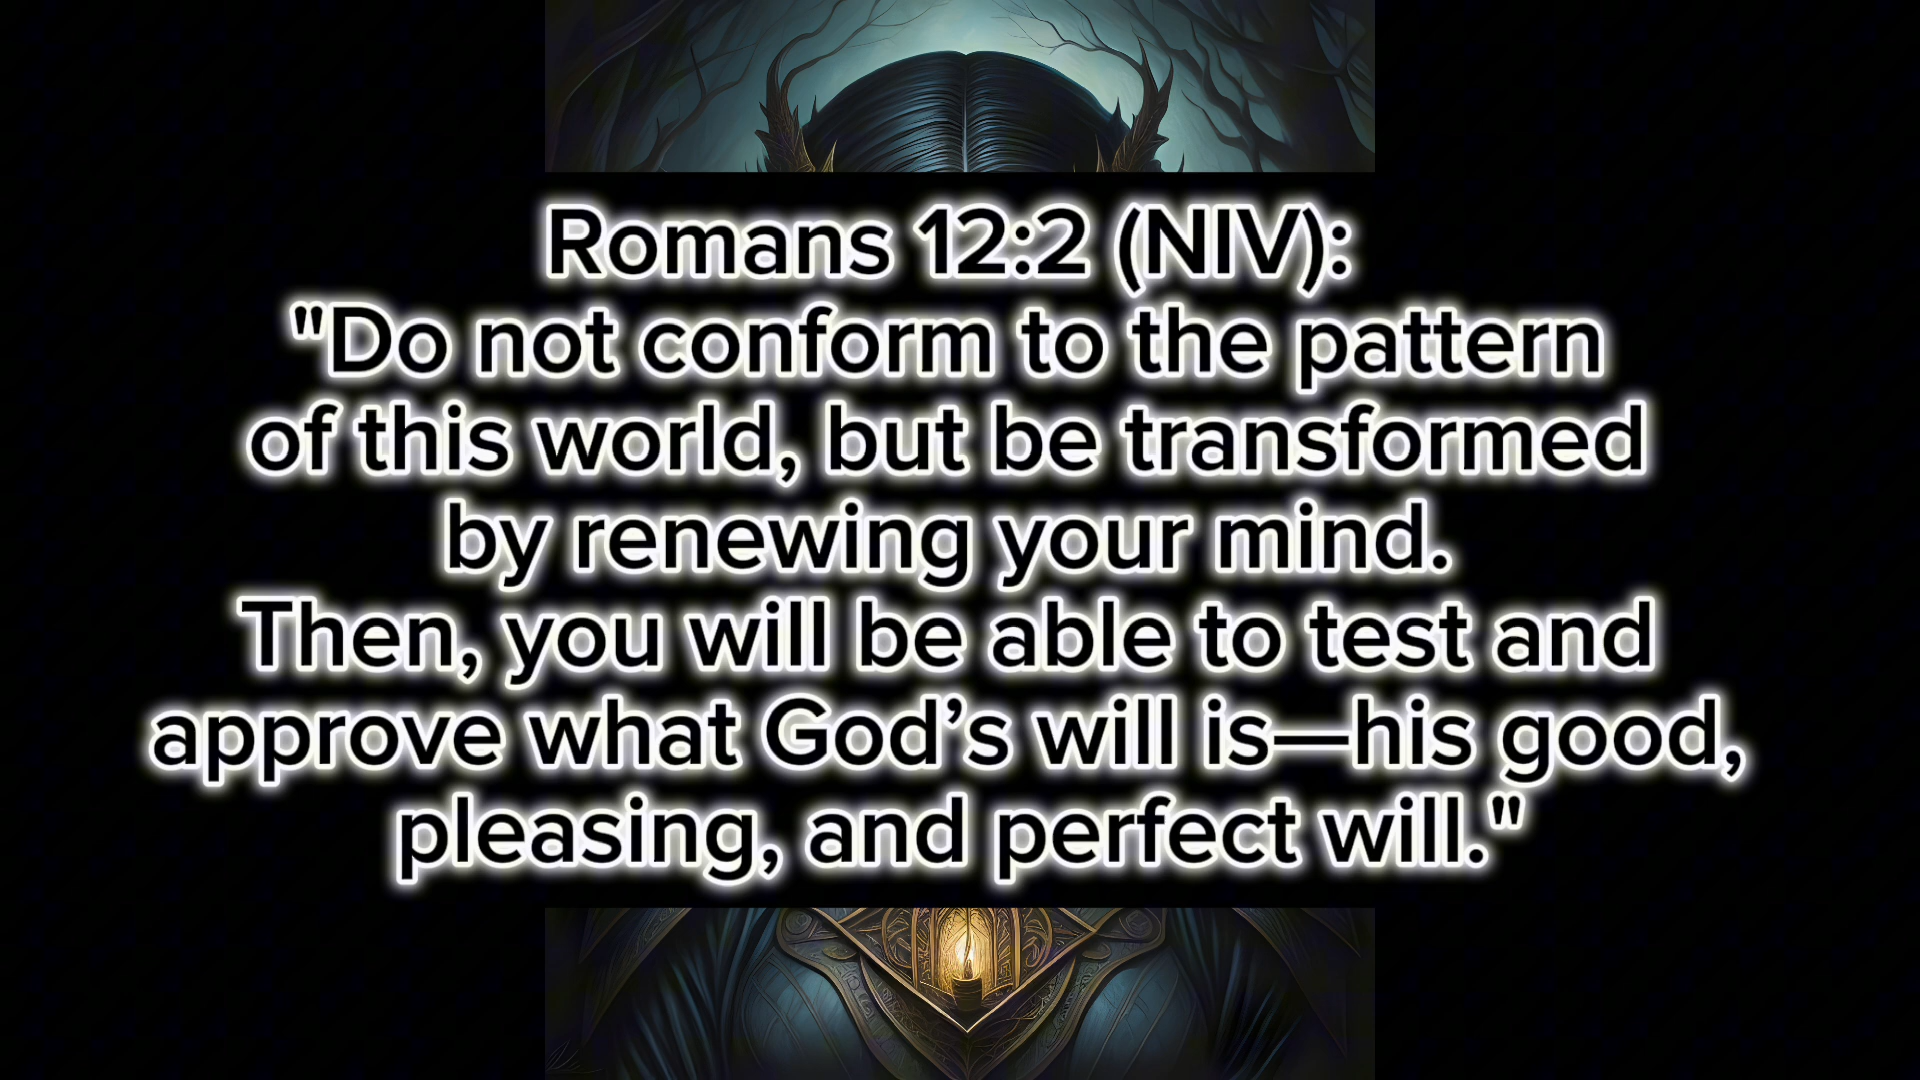 Romans 12:2 (NIV):
"Do not conform to the pattern
of this world, but be transformed
by renewing your mind.
Then, you will be able to test and
approve what God’s will is—his good,
pleasing, and perfect will."